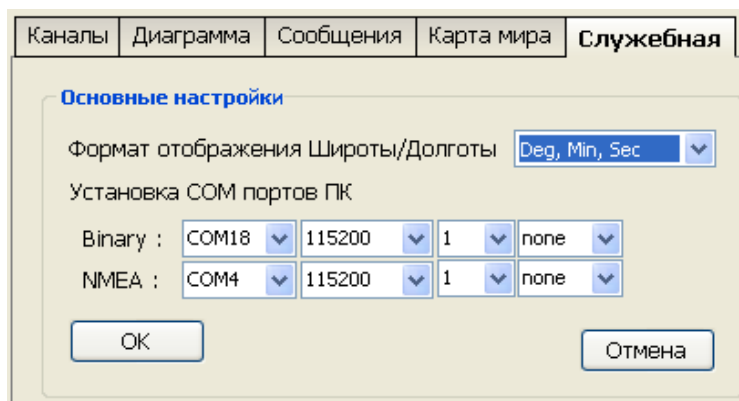 Каналы Диаграмма Сообщения Карта мира Служебная
Основные настройки
Формат отображения Широты/Долготы Deg, Min, Sec
Установка COM портов ПК
Binary : COM18 115200 1 none
NMEA : COM4 115200 1 none
OK Отмена